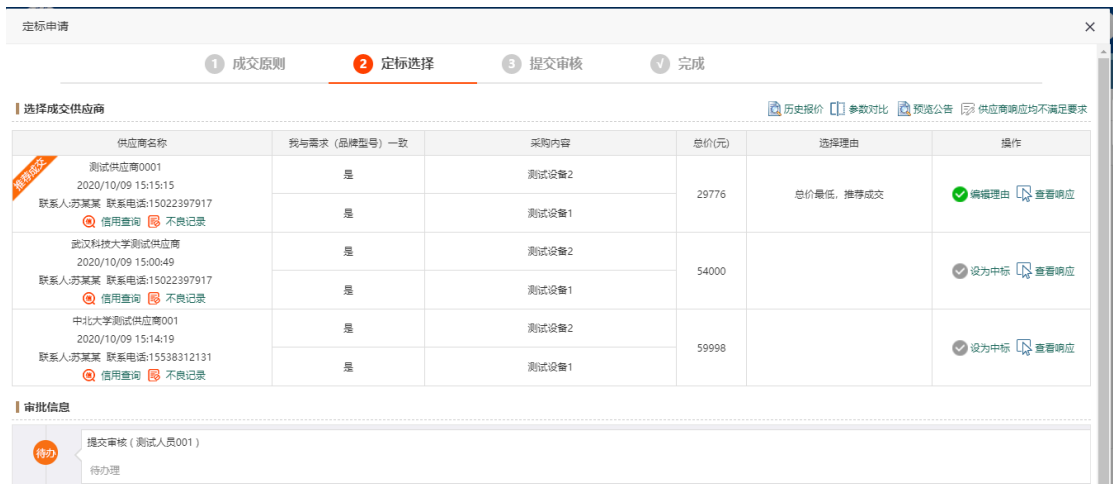 定标申请
×
1 成交原则
2 定标选择
3 提交审核
√ 完成
选择成交供应商
历史报价 参数对比 预览公告 供应商响应均不满足要求
供应商名称 我与需求（品牌型号）一致 采购内容 总价(元) 选择理由 操作
推荐成交
测试供应商0001
2020/10/09 15:15:15
联系人:苏某某 联系电话:15022397917
信用查询 不良记录
是 测试设备2
是 测试设备1
29776 总价最低，推荐成交 编辑理由 查看响应
武汉科技大学测试供应商
2020/10/09 15:00:49
联系人:苏某某 联系电话:15022397917
信用查询 不良记录
是 测试设备2
是 测试设备1
54000 设为中标 查看响应
中北大学测试供应商001
2020/10/09 15:14:19
联系人:苏某某 联系电话:15538312131
信用查询 不良记录
是 测试设备2
是 测试设备1
59998 设为中标 查看响应
审批信息
待办
提交审核 ( 测试人员001 )
待办理